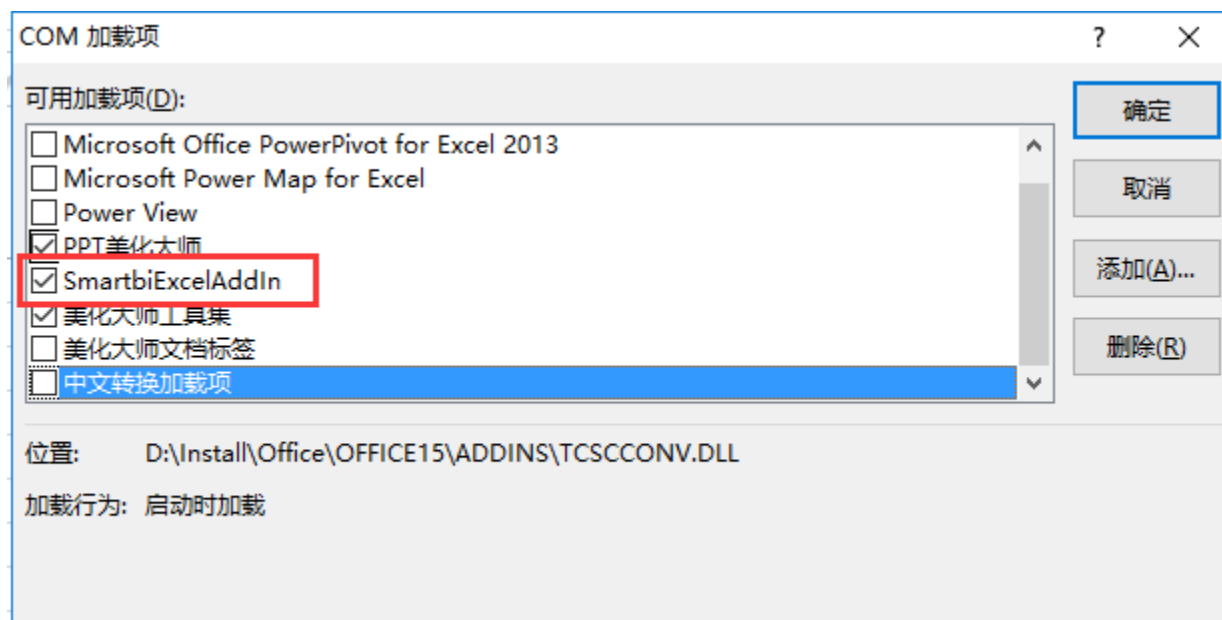 COM 加载项
?
可用加载项(D):
Microsoft Office PowerPivot for Excel 2013
Microsoft Power Map for Excel
Power View
PPT美化大师
SmartbiExcelAddIn
美化大师工具集
美化大师文档标签
中文转换加载项
确定
取消
添加(A)...
删除(R)
位置: D:\Install\Office\OFFICE15\ADDINS\TCSCCONV.DLL
加载行为: 启动时加载